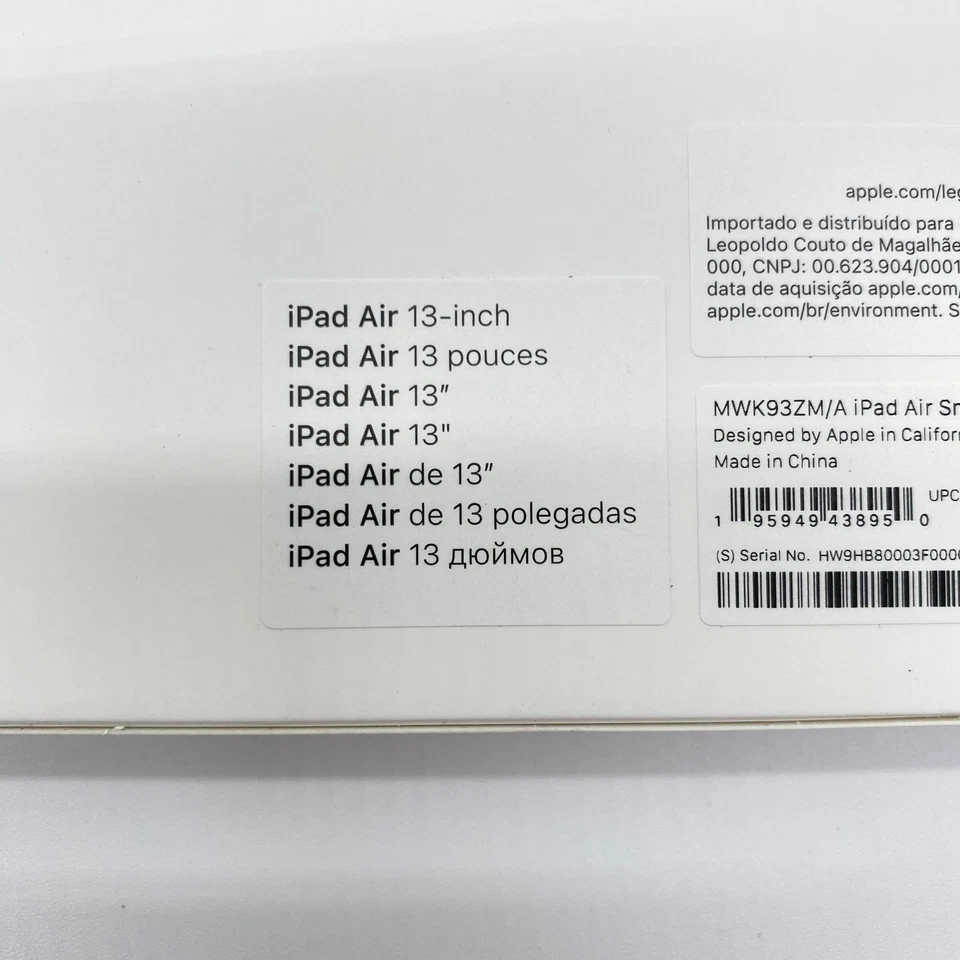 iPad Air 13-inch
iPad Air 13 pouces
iPad Air 13″
iPad Air 13"
iPad Air de 13″
iPad Air de 13 polegadas
iPad Air 13 дюймов
apple.com/leg
Importado e distribuído para
Leopoldo Couto de Magalhãe
000, CNPJ: 00.623.904/0001
data de aquisição apple.com/
apple.com/br/environment. S
MWK93ZM/A iPad Air Sr
Designed by Apple in Califor
Made in China
UPC
1 95949 43895 0
(S) Serial No. HW9HB80003F000